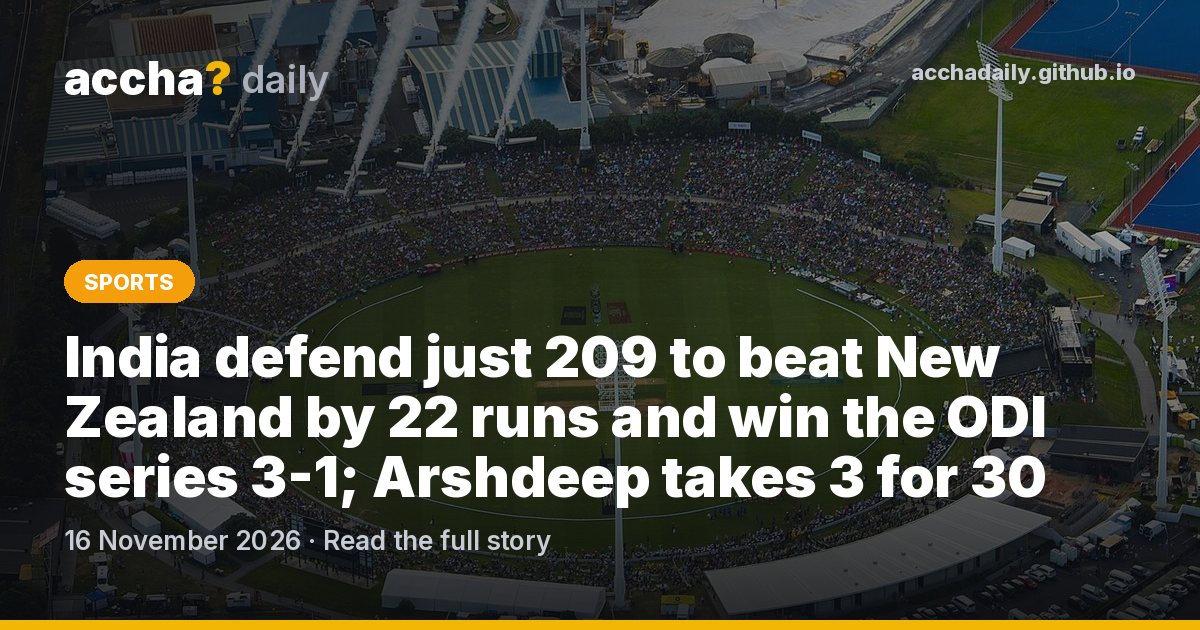 accha? daily
acchadaily.github.io
SPORTS
India defend just 209 to beat New
Zealand by 22 runs and win the ODI
series 3-1; Arshdeep takes 3 for 30
16 November 2026 · Read the full story